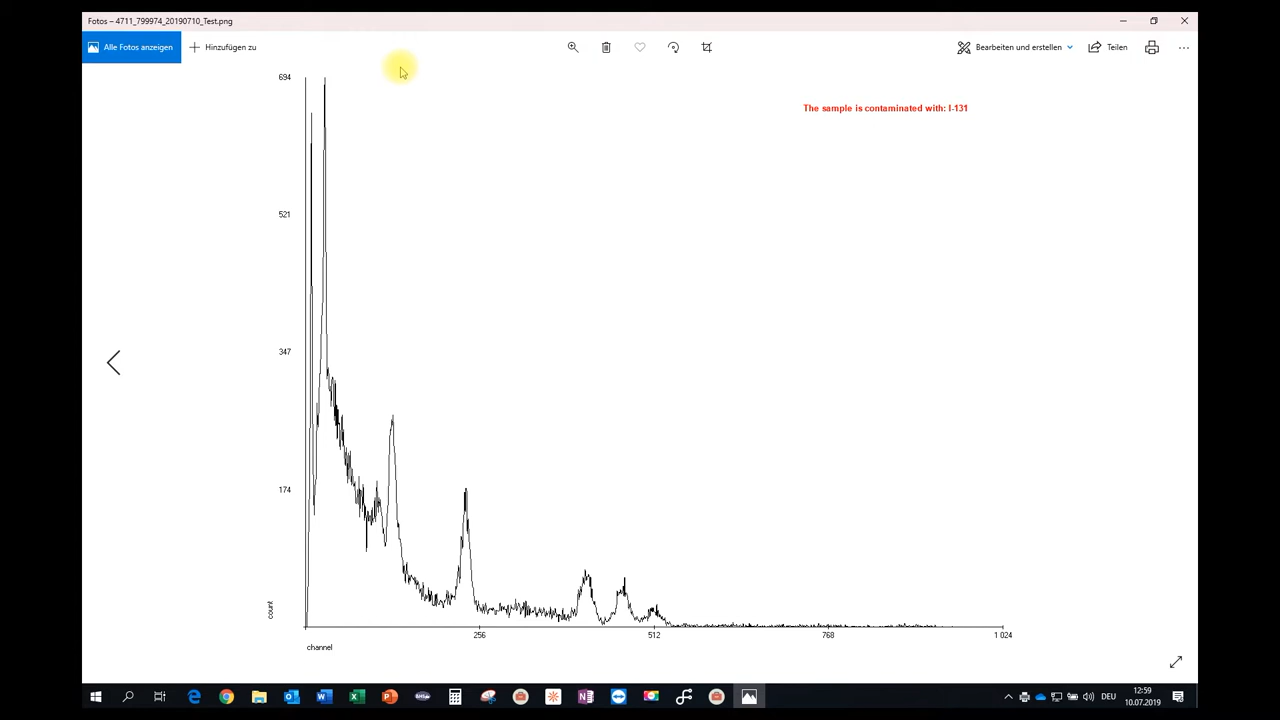 Fotos – 4711_799974_20190710_Test.png
Alle Fotos anzeigen
Hinzufügen zu
Bearbeiten und erstellen
Teilen
694
The sample is contaminated with: I-131
521
347
174
count
256
512
768
1 024
channel
DEU
12:59
10.07.2019